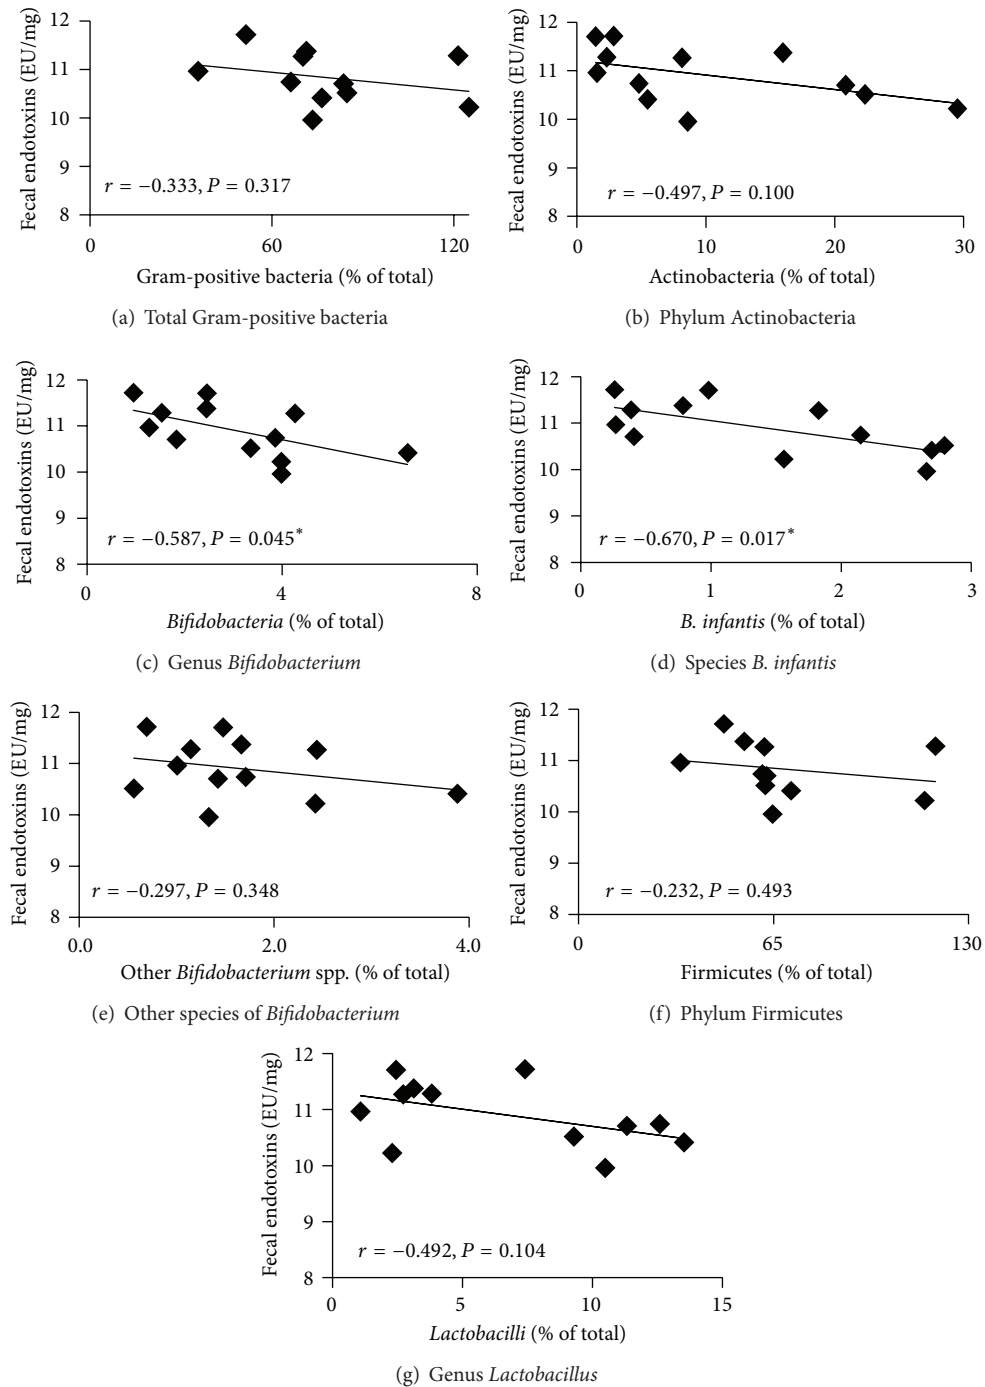 Fecal endotoxins (EU/mg)
12
11
10
9
8
r = −0.333, P = 0.317
0
60
120
Gram-positive bacteria (% of total)
(a) Total Gram-positive bacteria
Fecal endotoxins (EU/mg)
12
11
10
9
8
r = −0.497, P = 0.100
0
10
20
30
Actinobacteria (% of total)
(b) Phylum Actinobacteria
Fecal endotoxins (EU/mg)
12
11
10
9
8
r = −0.587, P = 0.045*
0
4
8
Bifidobacteria (% of total)
(c) Genus Bifidobacterium
Fecal endotoxins (EU/mg)
12
11
10
9
8
r = −0.670, P = 0.017*
0
1
2
3
B. infantis (% of total)
(d) Species B. infantis
Fecal endotoxins (EU/mg)
12
11
10
9
8
r = −0.297, P = 0.348
0.0
2.0
4.0
Other Bifidobacterium spp. (% of total)
(e) Other species of Bifidobacterium
Fecal endotoxins (EU/mg)
12
11
10
9
8
r = −0.232, P = 0.493
0
65
130
Firmicutes (% of total)
(f) Phylum Firmicutes
Fecal endotoxins (EU/mg)
12
11
10
9
8
r = −0.492, P = 0.104
0
5
10
15
Lactobacilli (% of total)
(g) Genus Lactobacillus